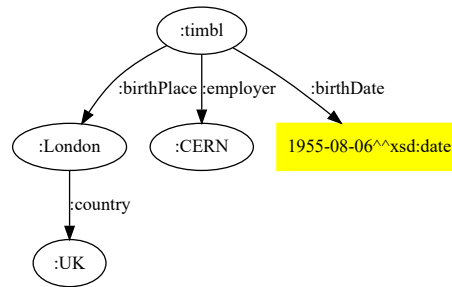 :timbl
:birthPlace :employer :birthDate
:London :CERN 1955-08-06^^xsd:date
:country
:UK